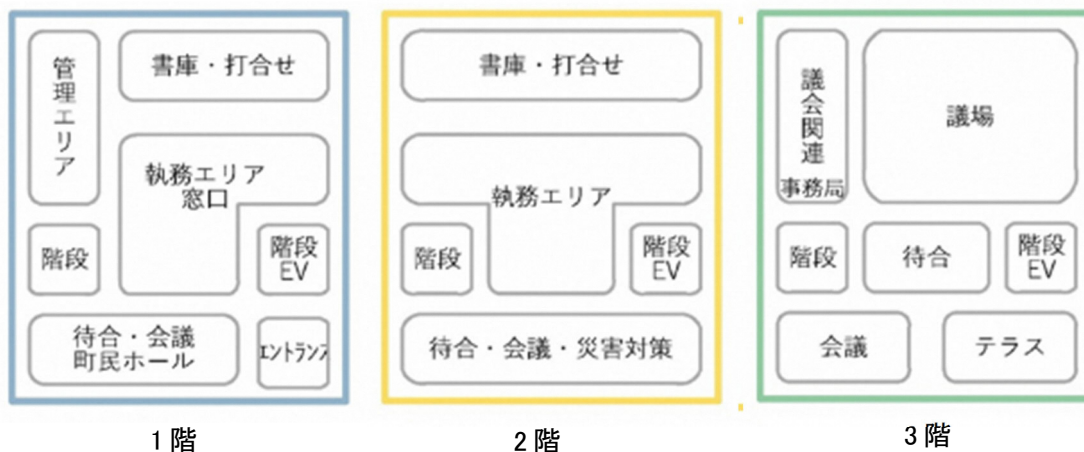 管理エリア
書庫・打合せ
執務エリア
窓口
階段
階段
EV
待合・会議
町民ホール
エントランス
1階
書庫・打合せ
執務エリア
階段
階段
EV
待合・会議・災害対策
2階
議会関連
事務局
議場
階段
待合
階段
EV
会議
テラス
3階